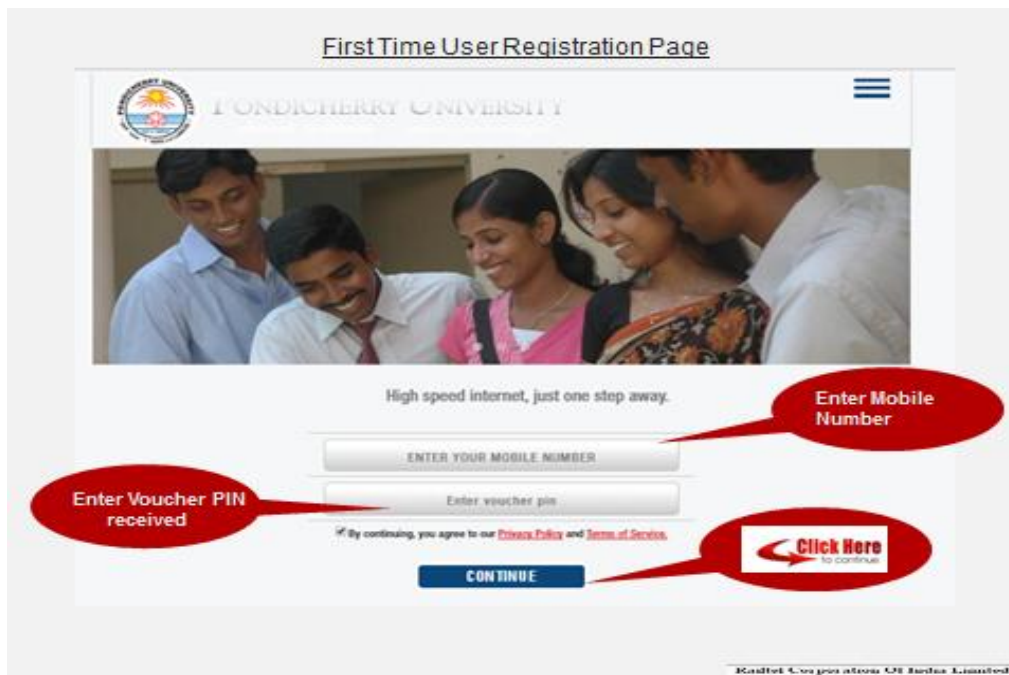 First Time User Registration Page
PONDICHERRY UNIVERSITY
PONDICHERRY UNIVERSITY
High speed internet, just one step away.
Enter Mobile
Number
ENTER YOUR MOBILE NUMBER
Enter Voucher PIN
received
Enter voucher pin
By continuing, you agree to our Privacy Policy and Terms of Service.
Click Here
to continue
CONTINUE
Corporation Of India Limited